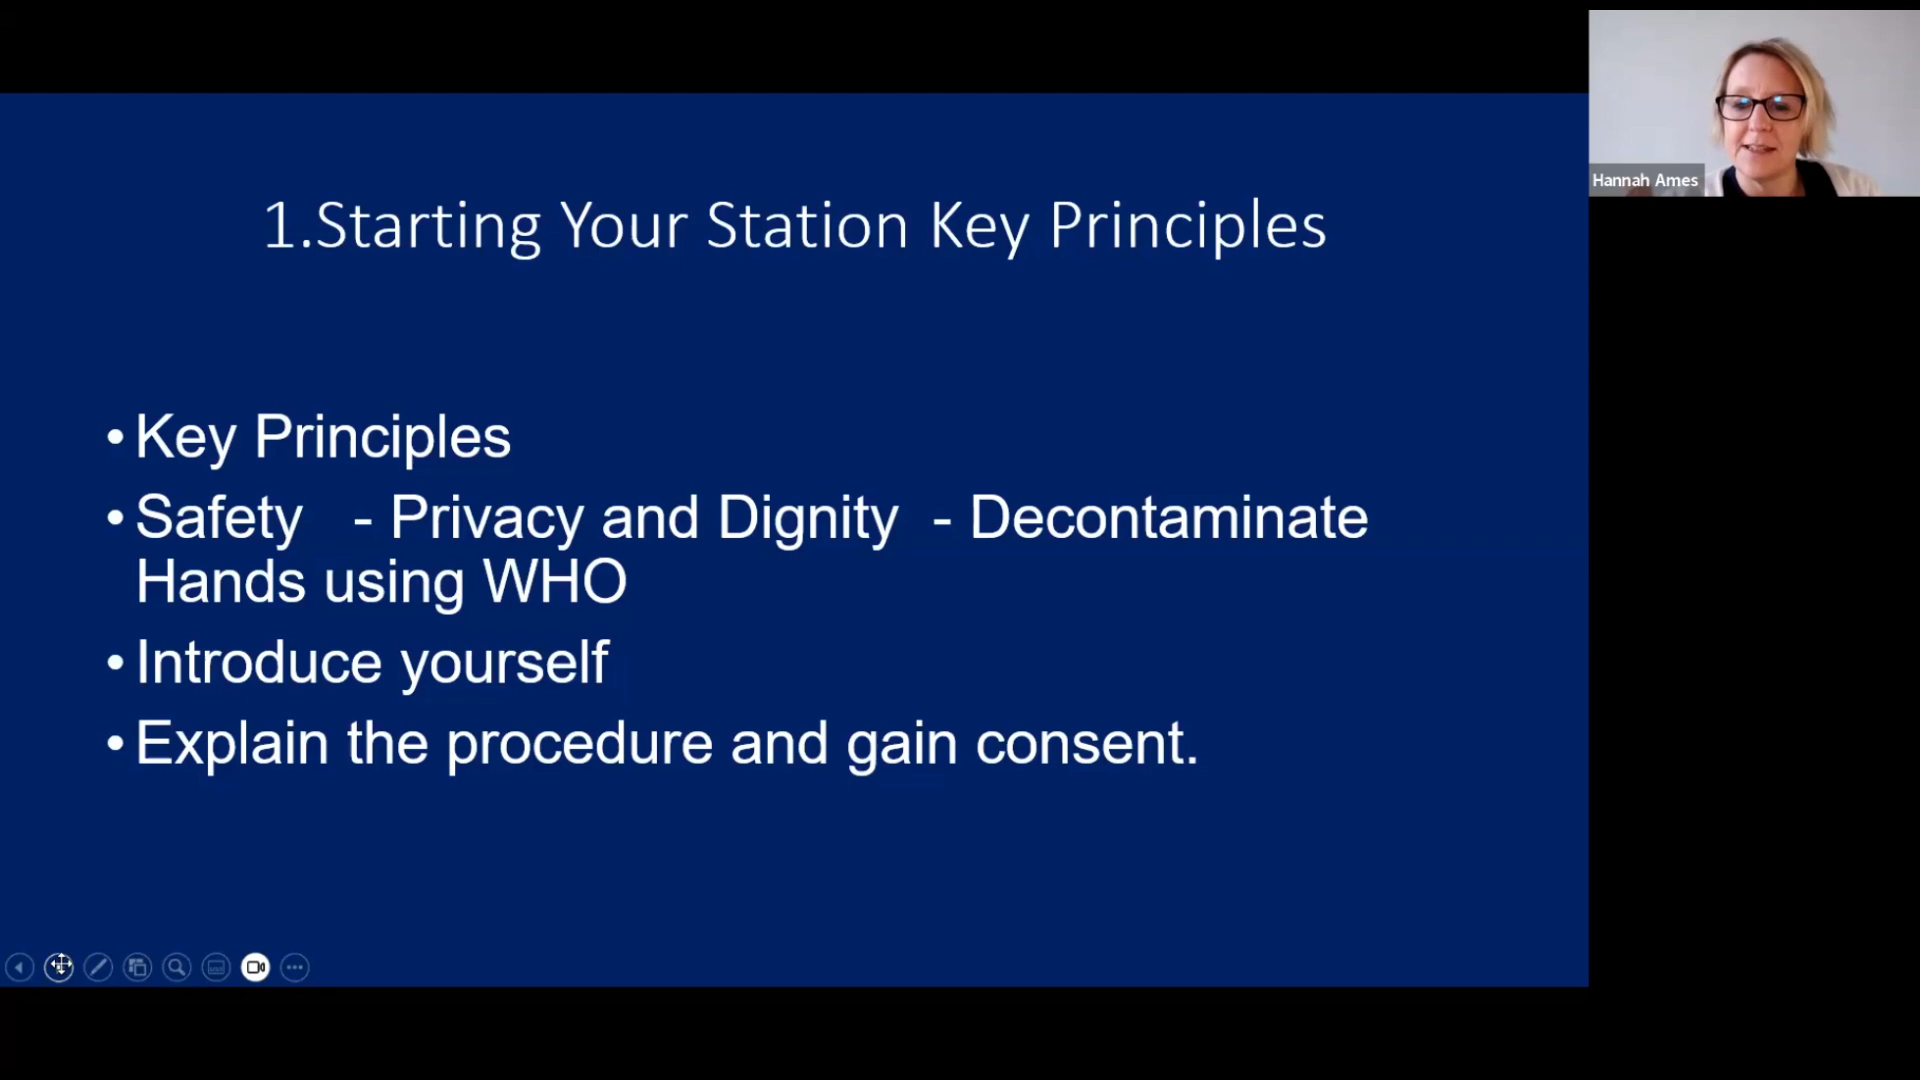 1.Starting Your Station Key Principles
• Key Principles
• Safety - Privacy and Dignity - Decontaminate
Hands using WHO
• Introduce yourself
• Explain the procedure and gain consent.
Hannah Ames